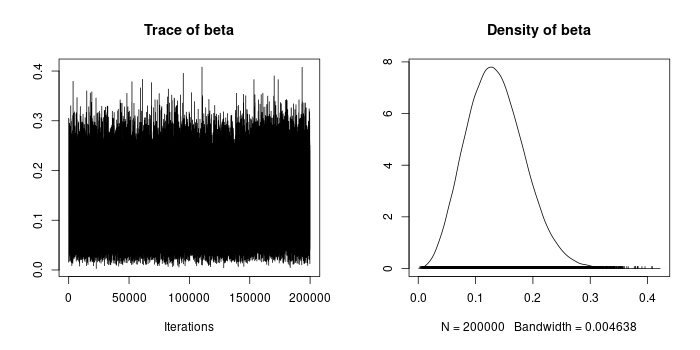 Trace of beta
0.0
0.1
0.2
0.3
0.4
0 50000 100000 150000 200000
Iterations
Density of beta
0
2
4
6
8
0.0 0.1 0.2 0.3 0.4
N = 200000 Bandwidth = 0.004638